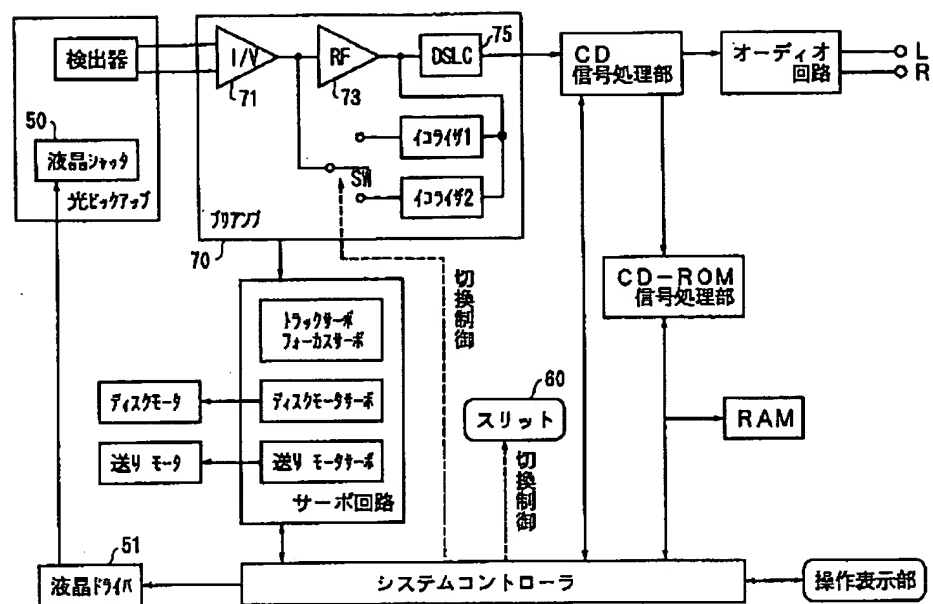 検出器
50
液晶シャッタ
光ピックアップ
I/V
71
RF
73
DSLC
75
イコライザ1
SW
イコライザ2
プリアンプ
70
CD
信号処理部
オーディオ
回路
L
R
CD-ROM
信号処理部
切換制御
トラックサーボ
フォーカスサーボ
ディスクモータ
ディスクモータサーボ
送り モータ
送り モータサーボ
サーボ回路
60
スリット
切換制御
RAM
51
液晶ドライバ
システムコントローラ
操作表示部